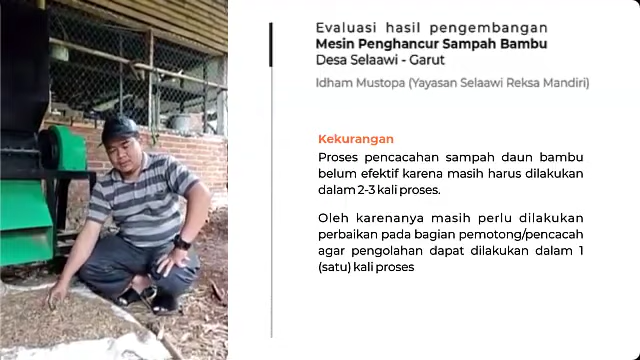 Evaluasi hasil pengembangan
Mesin Penghancur Sampah Bambu
Desa Selaawi - Garut
Idham Mustopa (Yayasan Selaawi Reksa Mandiri)
Kekurangan
Proses pencacahan sampah daun bambu
belum efektif karena masih harus dilakukan
dalam 2-3 kali proses.
Oleh karenanya masih perlu dilakukan
perbaikan pada bagian pemotong/pencacah
agar pengolahan dapat dilakukan dalam 1
(satu) kali proses